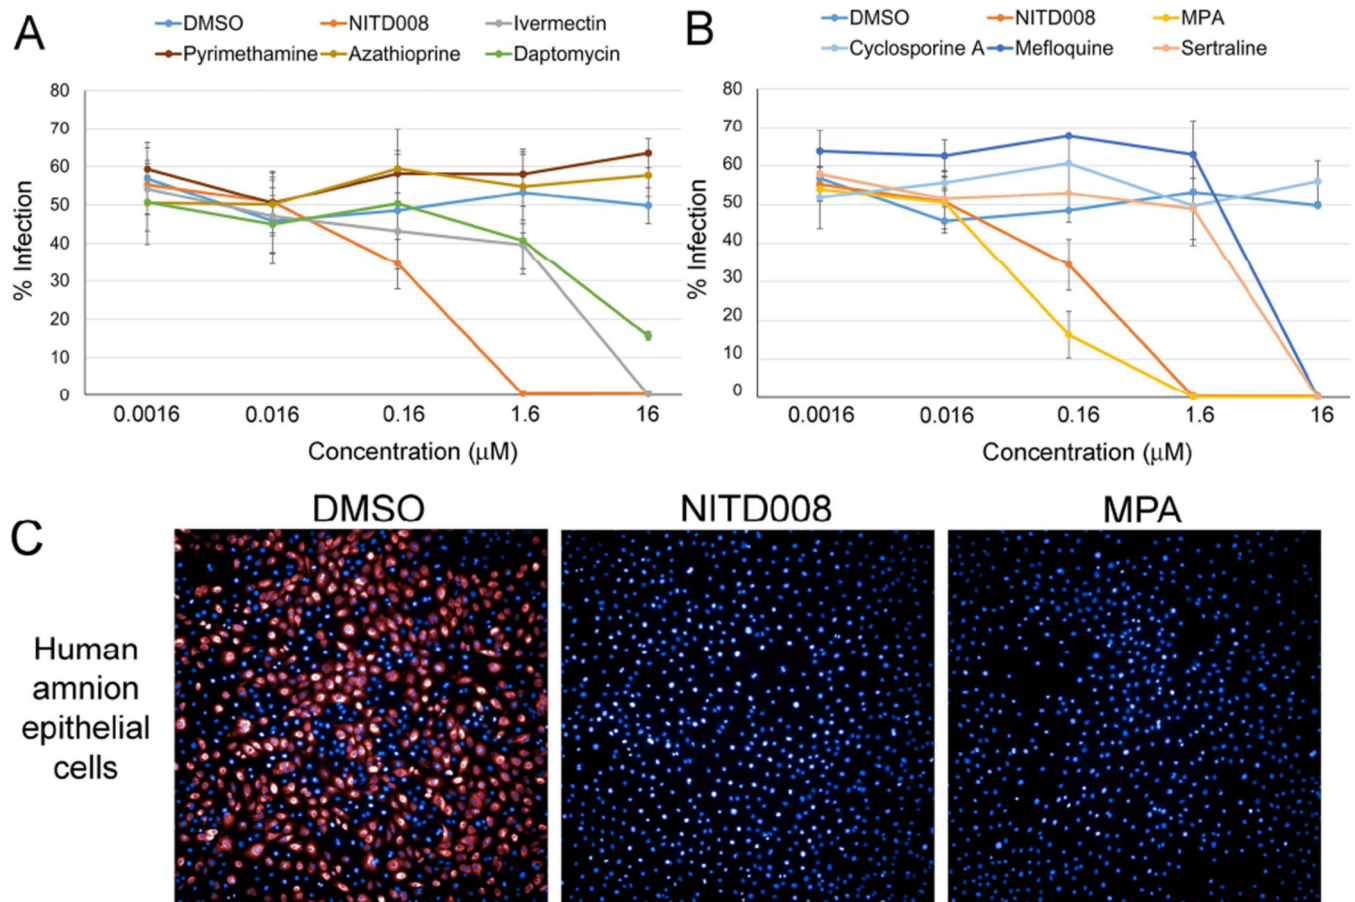 A
DMSO NITD008 Ivermectin
Pyrimethamine Azathioprine Daptomycin
80
70
60
50
40
30
20
10
0
% Infection
0.0016 0.016 0.16 1.6 16
Concentration (μM)
B
DMSO NITD008 MPA
Cyclosporine A Mefloquine Sertraline
80
70
60
50
40
30
20
10
0
% Infection
0.0016 0.016 0.16 1.6 16
Concentration (μM)
C
DMSO NITD008 MPA
Human
amnion
epithelial
cells